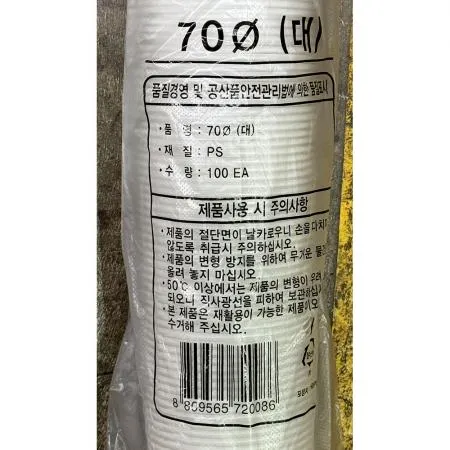 70Ø (대)
품질경영 및 공산품안전관리법에 의한 품질표시
· 품 명 : 70Ø (대)
· 재 질 : PS
· 수 량 : 100 EA
제품사용 시 주의사항
· 제품의 절단면이 날카로우니 손을 다치지
않도록 취급시 주의하십시오.
· 제품의 변형 방지를 위하여 무거운 물건
올려 놓지 마십시오.
· 50℃ 이상에서는 제품의 변형이 우려
되오니 직사광선을 피하여 보관하
· 본 제품은 재활용이 가능한 제품이오
수거해 주십시오.
8 809565 720086